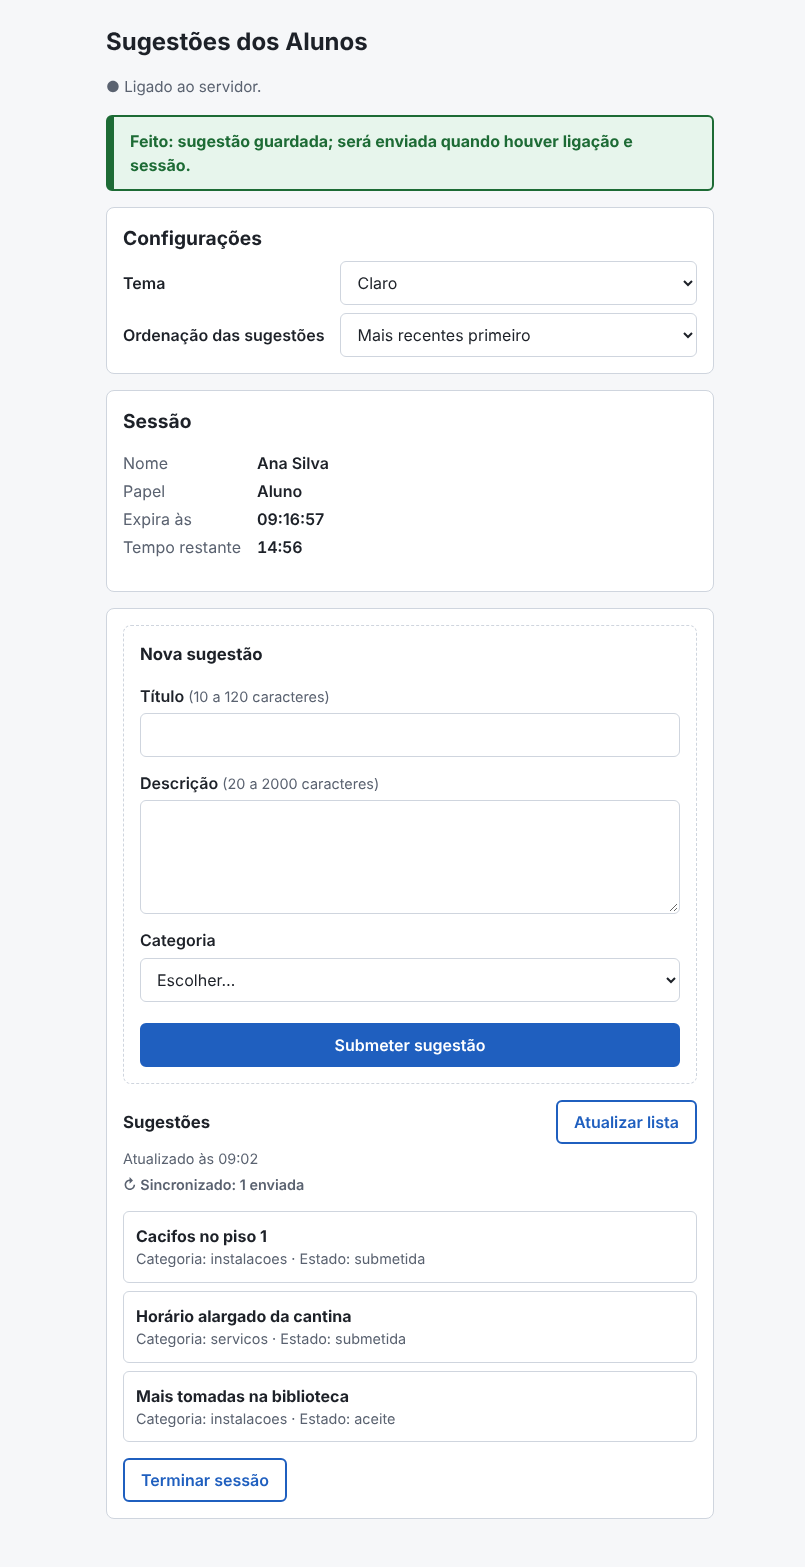 Sugestões dos Alunos
● Ligado ao servidor.
Feito: sugestão guardada; será enviada quando houver ligação e
sessão.
Configurações
Tema
Claro
Ordenação das sugestões
Mais recentes primeiro
Sessão
Nome Ana Silva
Papel Aluno
Expira às 09:16:57
Tempo restante 14:56
Nova sugestão
Título (10 a 120 caracteres)
Descrição (20 a 2000 caracteres)
Categoria
Escolher...
Submeter sugestão
Sugestões
Atualizar lista
Atualizado às 09:02
↻ Sincronizado: 1 enviada
Cacifos no piso 1
Categoria: instalacoes · Estado: submetida
Horário alargado da cantina
Categoria: servicos · Estado: submetida
Mais tomadas na biblioteca
Categoria: instalacoes · Estado: aceite
Terminar sessão